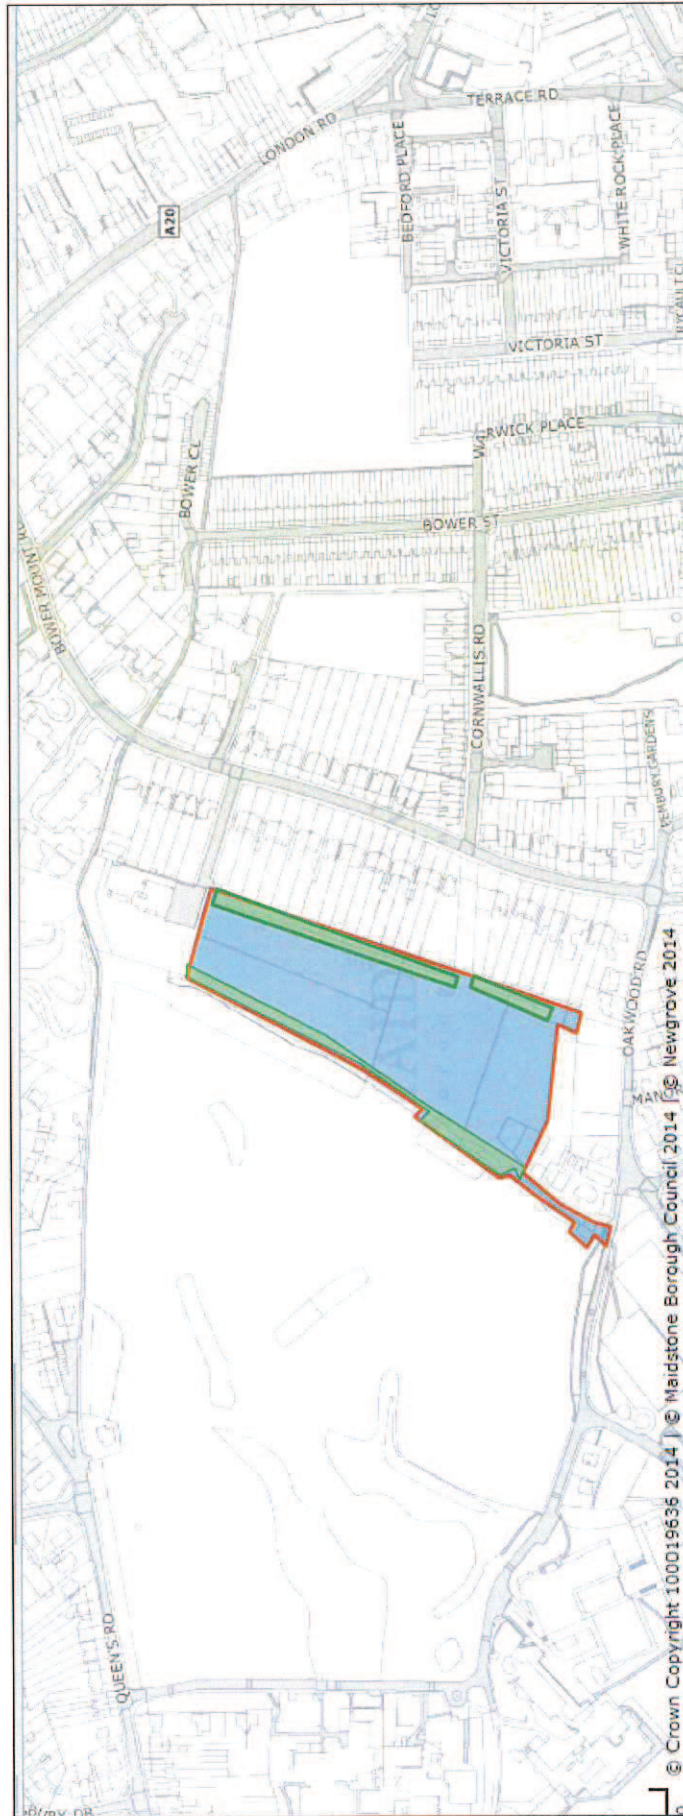 LONDON RD
TERRACE RD
A20
BEDFORD PLACE
VICTORIA ST
WHITE ROCK PLACE
VICTORIA ST
WARWICK PLACE
BOWER CL
BOWER ST
BOWER MOUNT RD
CORNWALLIS RD
PEMBURY GARDENS
OAKWOOD RD
QUEEN'S RD
© Crown Copyright 100019636 2014 | © Maidstone Borough Council 2014 | © Newgrove 2014